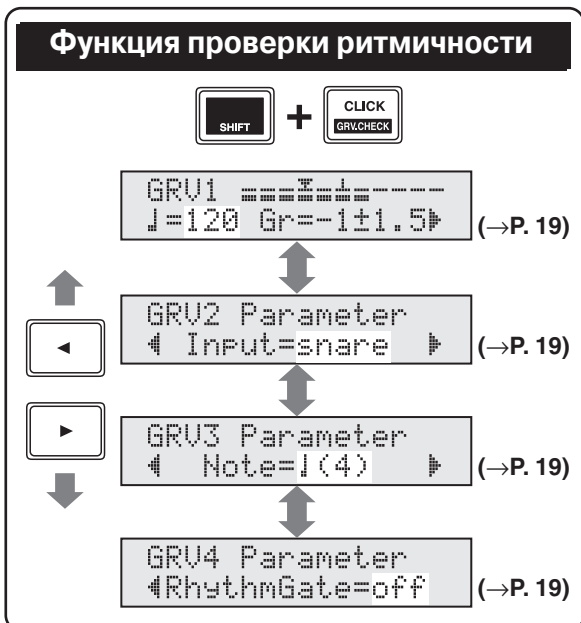 Функция проверки ритмичности
SHIFT + CLICK
GRV.CHECK
GRV1
♩=120 Gr=-1±1.5 (→P. 19)
GRV2 Parameter
Input=snare (→P. 19)
GRV3 Parameter
Note=♩(4) (→P. 19)
GRV4 Parameter
RhythmGate=off (→P. 19)